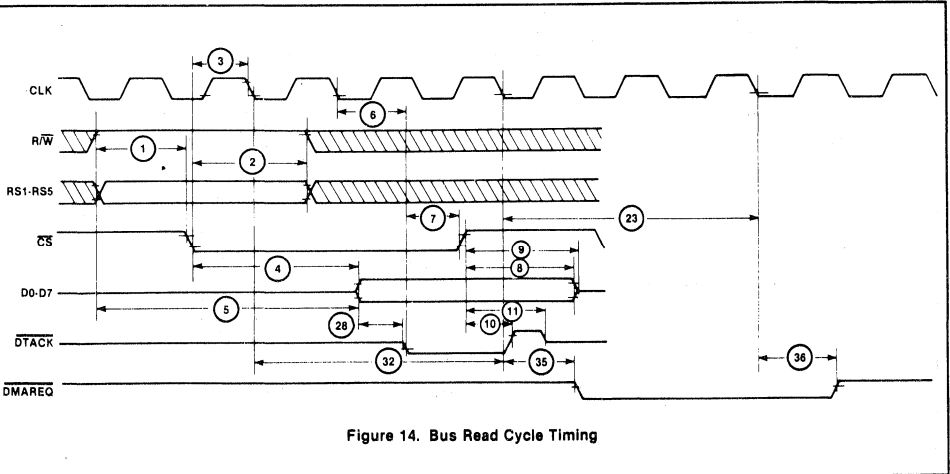 CLK
3
6
R/W
1
2
RS1-RS5
7
23
CS
9
4
8
D0-D7
5
11
28
10
DTACK
32
35
36
DMAREQ
Figure 14. Bus Read Cycle Timing